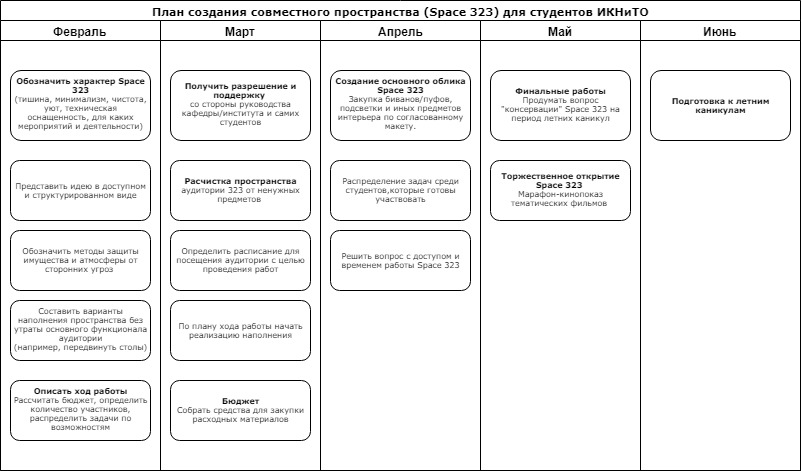 План создания совместного пространства (Space 323) для студентов ИКНиТО
Февраль
Март
Апрель
Май
Июнь
Обозначить характер Space
323
(тишина, минимализм, чистота,
уют, техническая
оснащенность, для каких
мероприятий и деятельности)
Представить идею в доступном
и структурированном виде
Обозначить методы защиты
имущества и атмосферы от
сторонних угроз
Составить варианты
наполнения пространства без
утраты основного функционала
аудитории
(например, передвинуть столы)
Описать ход работы
Рассчитать бюджет, определить
количество участников,
распределить задачи по
возможностям
Получить разрешение и
поддержку
со стороны руководства
кафедры/института и самих
студентов
Расчистка пространства
аудитории 323 от ненужных
предметов
Определить расписание для
посещения аудитории с целью
проведения работ
По плану хода работы начать
реализацию наполнения
Бюджет
Собрать средства для закупки
расходных материалов
Создание основного облика
Space 323
Закупка биванов/пуфов,
подсветки и иных предметов
интерьера по согласованному
макету.
Распределение задач среди
студентов,которые готовы
участвовать
Решить вопрос с доступом и
временем работы Space 323
Финальные работы
Продумать вопрос
"консервации" Space 323 на
период летних каникул
Торжественное открытие
Space 323
Марафон-кинопоказ
тематических фильмов
Подготовка к летним
каникулам